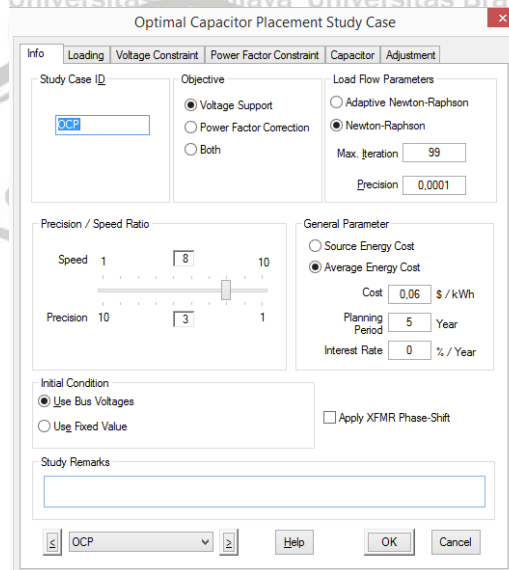 Optimal Capacitor Placement Study Case
Info Loading Voltage Constraint Power Factor Constraint Capacitor Adjustment
Study Case ID
OCP
Objective
Voltage Support
Power Factor Correction
Both
Load Flow Parameters
Adaptive Newton-Raphson
Newton-Raphson
Max. Iteration 99
Precision 0,0001
Precision / Speed Ratio
Speed 1 8 10
Precision 10 3 1
General Parameter
Source Energy Cost
Average Energy Cost
Cost 0,06 $ / kWh
Planning
Period 5 Year
Interest Rate 0 % / Year
Initial Condition
Use Bus Voltages
Use Fixed Value
Apply XFMR Phase-Shift
Study Remarks
< OCP > Help OK Cancel